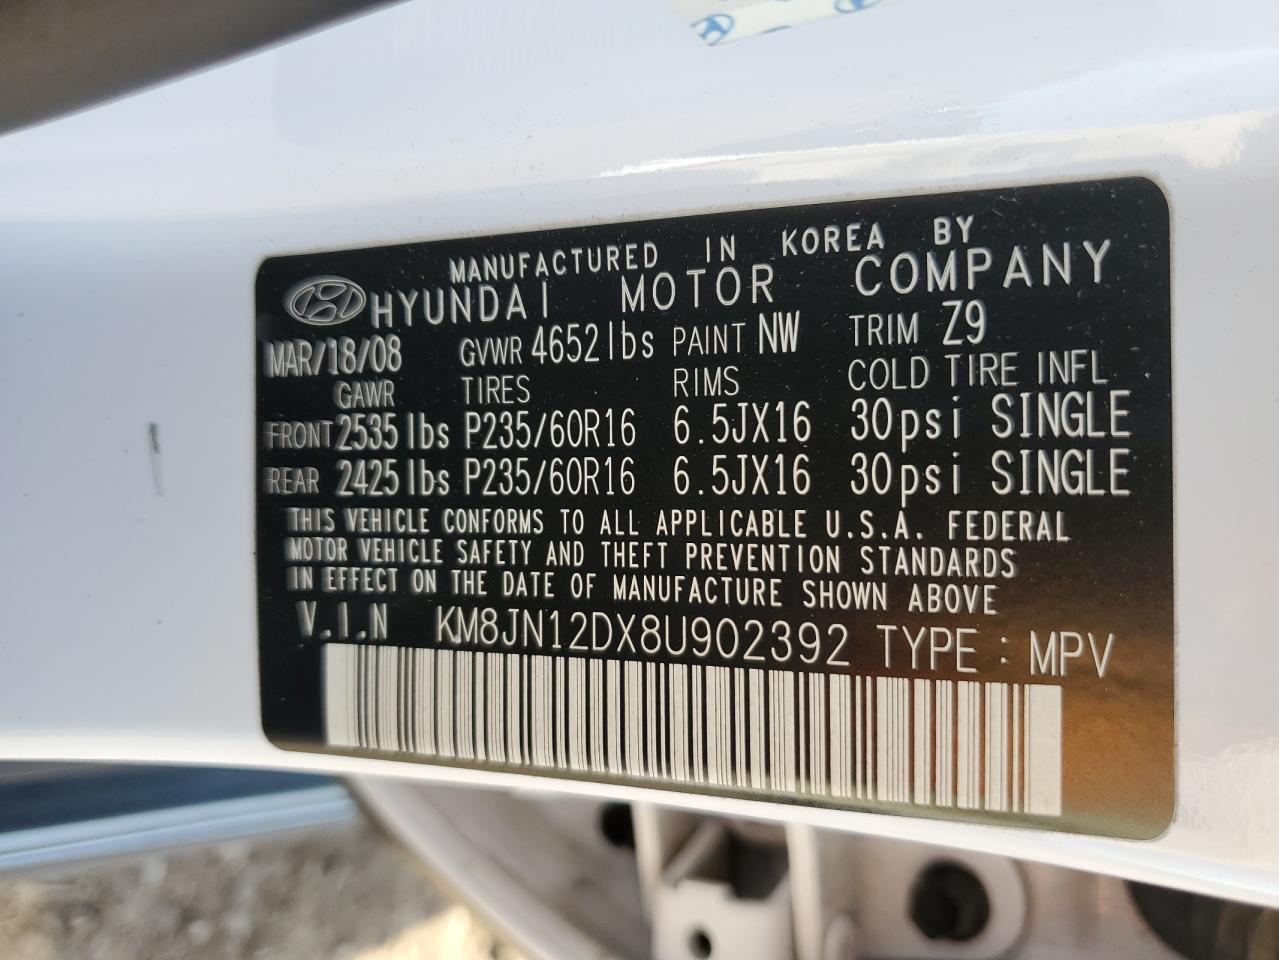 MANUFACTURED IN KOREA BY
HYUNDAI MOTOR COMPANY
MAR/18/08 GVWR 4652 lbs PAINT NW TRIM Z9
GAWR TIRES RIMS COLD TIRE INFL
FRONT 2535 lbs P235/60R16 6.5JX16 30psi SINGLE
REAR 2425 lbs P235/60R16 6.5JX16 30psi SINGLE
THIS VEHICLE CONFORMS TO ALL APPLICABLE U.S.A. FEDERAL
MOTOR VEHICLE SAFETY AND THEFT PREVENTION STANDARDS
IN EFFECT ON THE DATE OF MANUFACTURE SHOWN ABOVE
V.I.N KM8JN12DX8U902392 TYPE : MPV